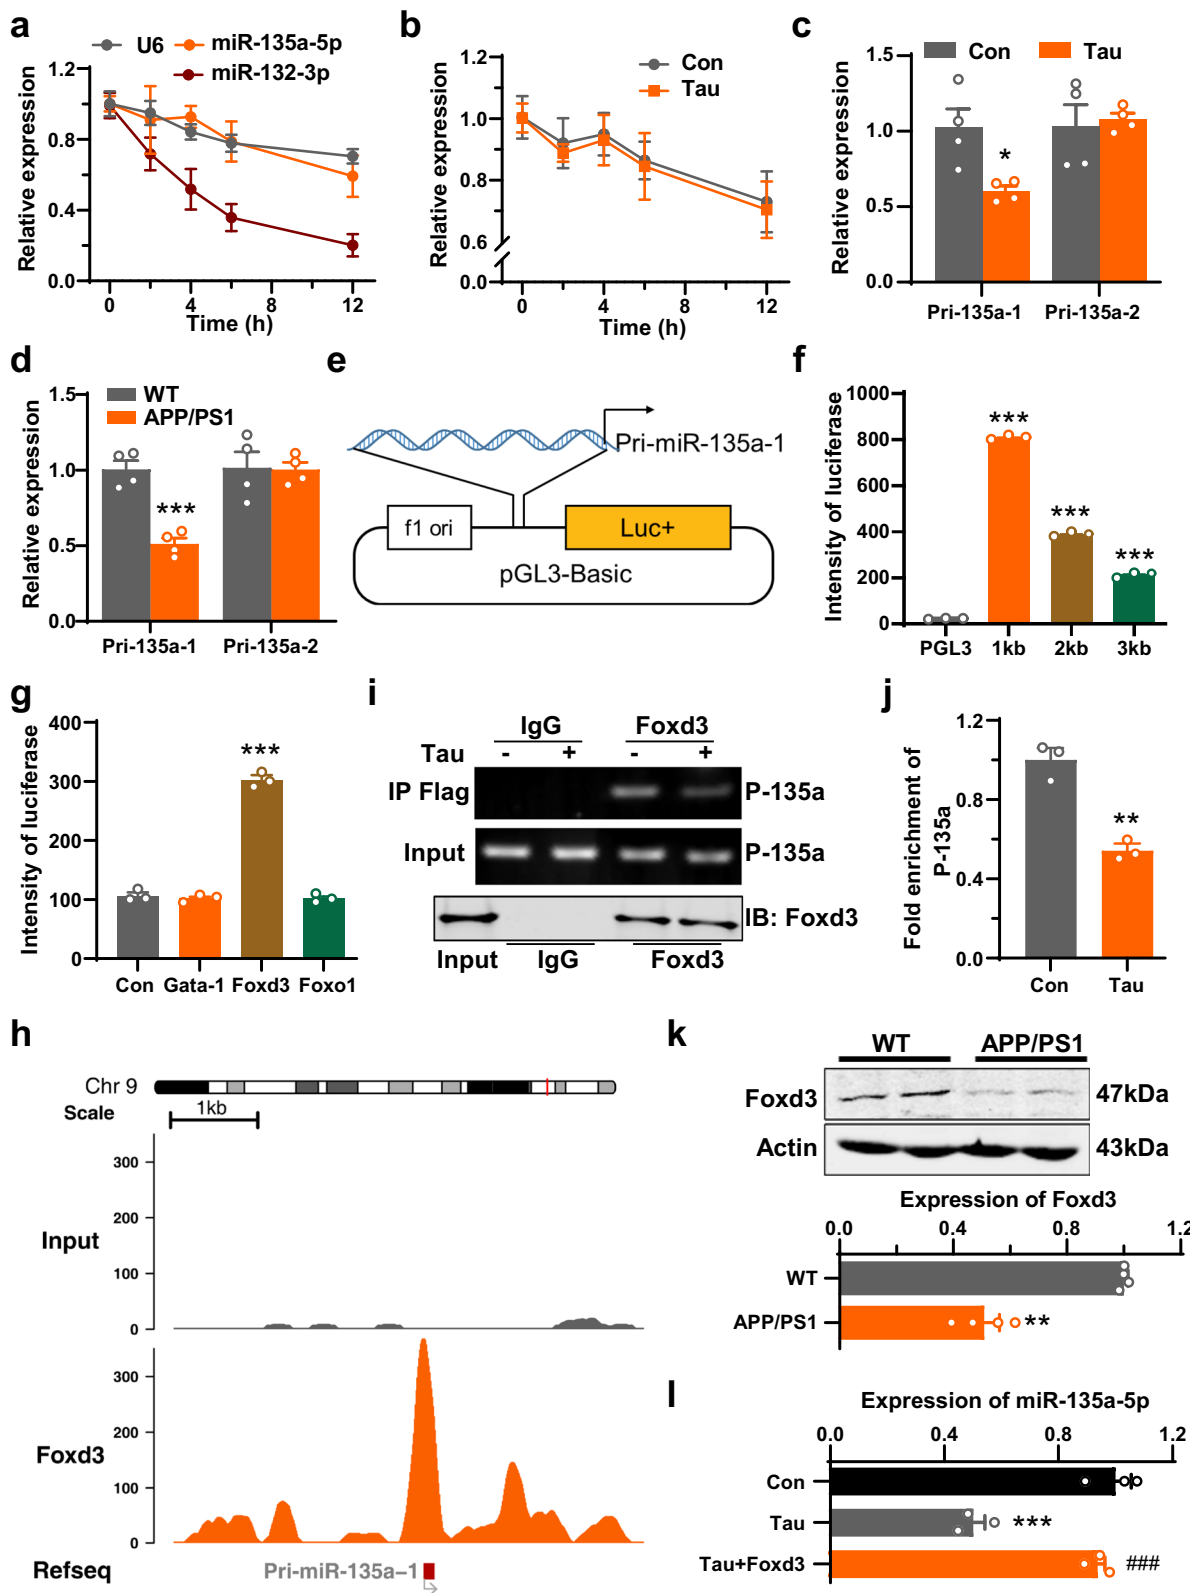 a
U6
miR-135a-5p
miR-132-3p
Relative expression
1.2
0.8
0.4
0.0
0 4 8 12
Time (h)
b
Con
Tau
Relative expression
1.2
1.0
0.8
0.6
0.0
0 4 8 12
Time (h)
c
Con Tau
Relative expression
1.5
1.0
0.5
0.0
*
Pri-135a-1 Pri-135a-2
d
WT
APP/PS1
Relative expression
1.5
1.0
0.5
0.0
***
Pri-135a-1 Pri-135a-2
e
Pri-miR-135a-1
f1 ori
Luc+
pGL3-Basic
f
Intensity of luciferase
1000
800
600
400
200
0
***
***
***
PGL3 1kb 2kb 3kb
g
Intensity of luciferase
400
300
200
100
0
***
Con Gata-1 Foxd3 Foxo1
i
IgG Foxd3
Tau - + - +
IP Flag P-135a
Input P-135a
IB: Foxd3
Input IgG Foxd3
j
Fold enrichment of
P-135a
1.2
0.8
0.4
0.0
**
Con Tau
h
Chr 9
Scale
1kb
Input
300
200
100
0
Foxd3
300
200
100
0
Refseq
Pri-miR-135a–1
k
WT APP/PS1
Foxd3 47kDa
Actin 43kDa
Expression of Foxd3
0.0 0.4 0.8 1.2
WT
APP/PS1 **
l
Expression of miR-135a-5p
0.0 0.4 0.8 1.2
Con
Tau ***
Tau+Foxd3 ###